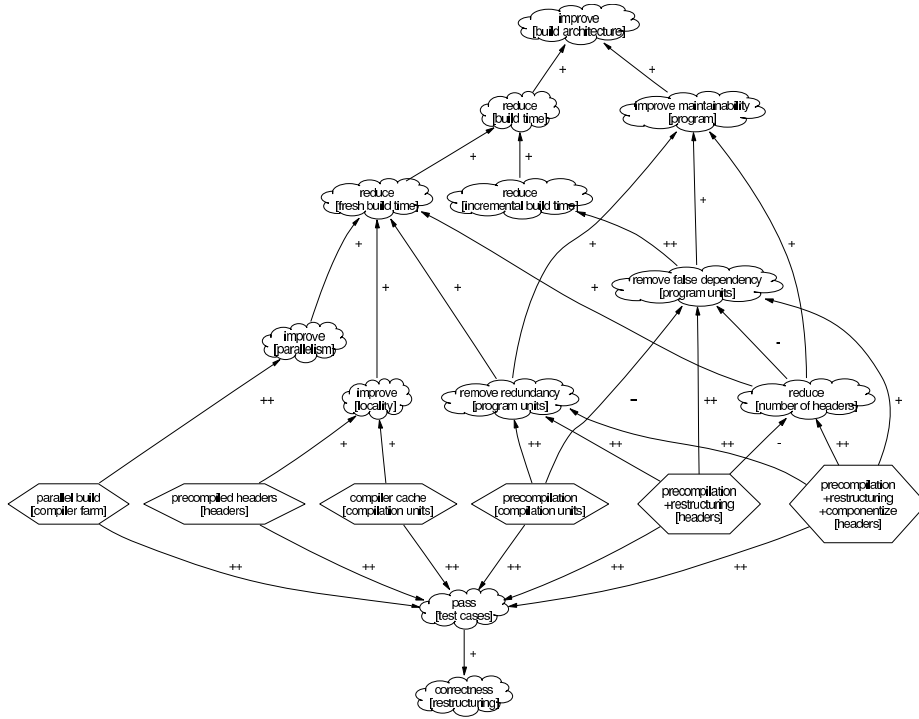 improve
[build architecture]
+
+
reduce
[build time]
improve maintainability
[program]
+
+
reduce
[fresh build time]
reduce
[incremental build time]
+
+
+
++
+
+
+
+
remove false dependency
[program units]
-
improve
[parallelism]
++
improve
[locality]
remove redundancy
[program units]
-
++
reduce
[number of headers]
+
+
+
++
++
-
++
++
parallel build
[compiler farm]
precompiled headers
[headers]
compiler cache
[compilation units]
precompilation
[compilation units]
precompilation
+restructuring
[headers]
precompilation
+restructuring
+componentize
[headers]
++
++
++
++
++
++
pass
[test cases]
+
correctness
[restructuring]